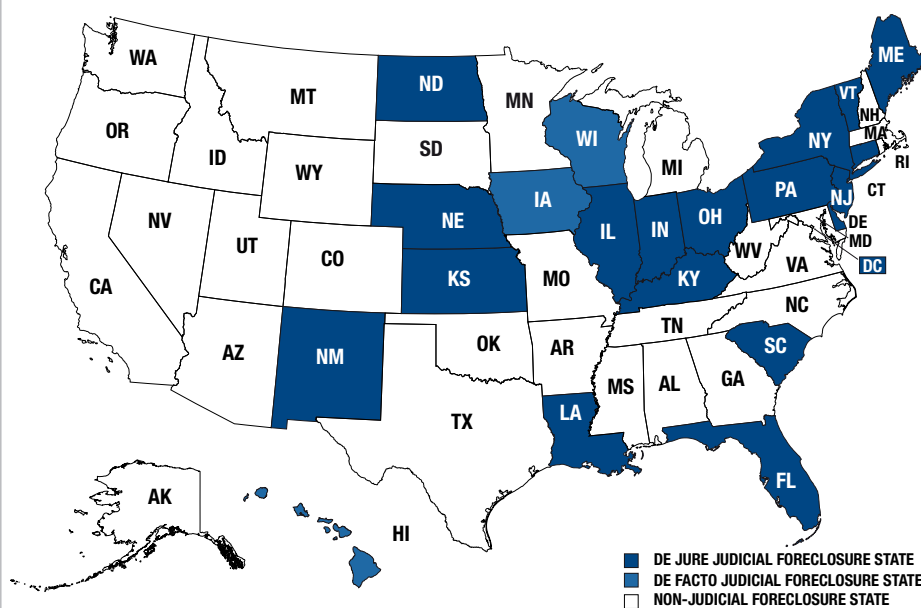 WA
MT
ND
MN
ME
VT
NH
MA
RI
CT
OR
ID
SD
WI
MI
NY
WY
IA
PA
NJ
NV
UT
NE
IL
IN
OH
DE
MD
DC
CA
CO
KS
MO
KY
WV
VA
AZ
NM
OK
AR
TN
NC
SC
TX
LA
MS
AL
GA
FL
AK
HI
DE JURE JUDICIAL FORECLOSURE STATE
DE FACTO JUDICIAL FORECLOSURE STATE
NON-JUDICIAL FORECLOSURE STATE